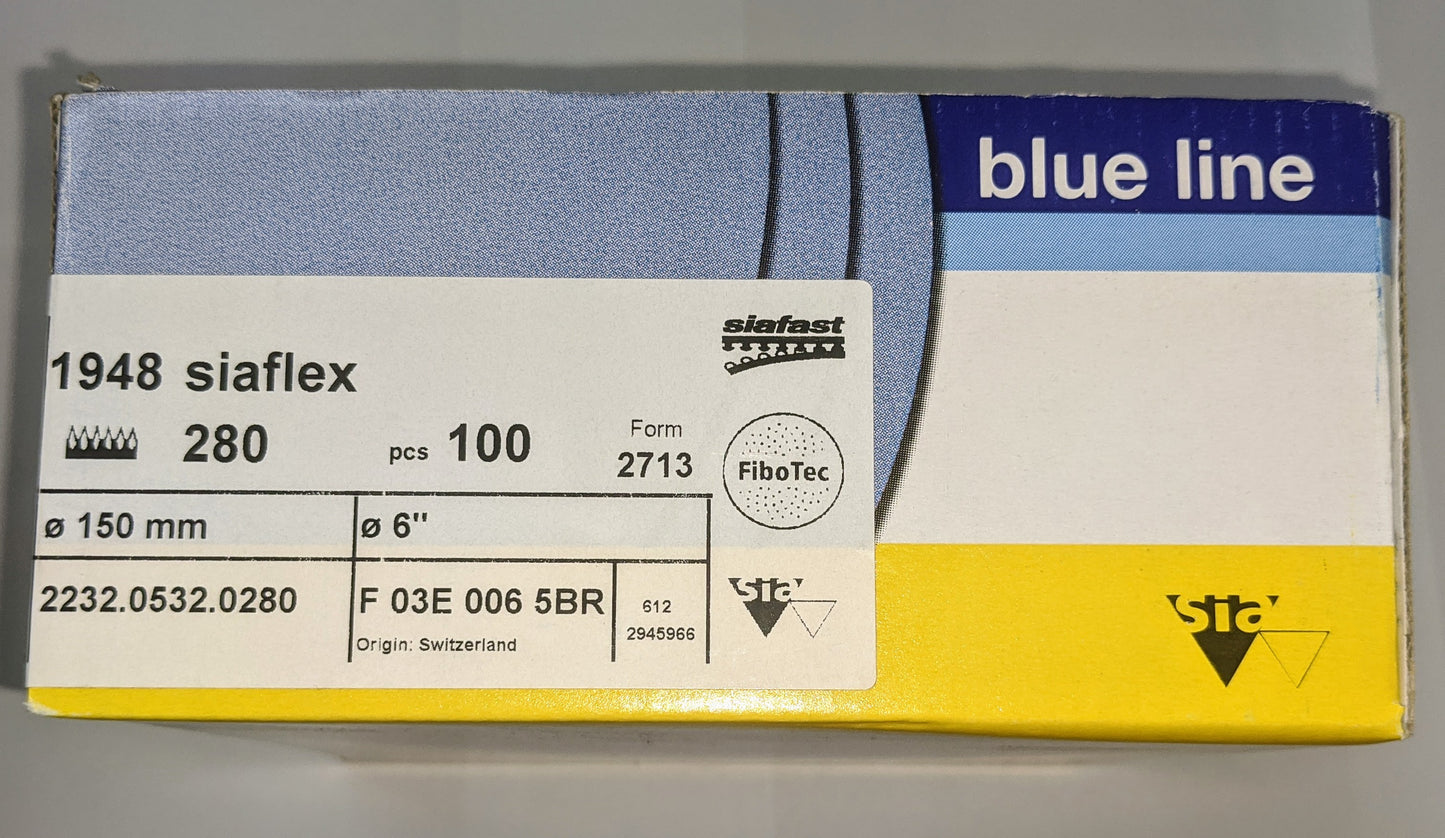 blue line
siafast
1948 siaflex
280 pcs 100 Form 2713
FiboTec
ø 150 mm ø 6"
2232.0532.0280 F 03E 006 5BR 612
2945966
Origin: Switzerland
sia
sia